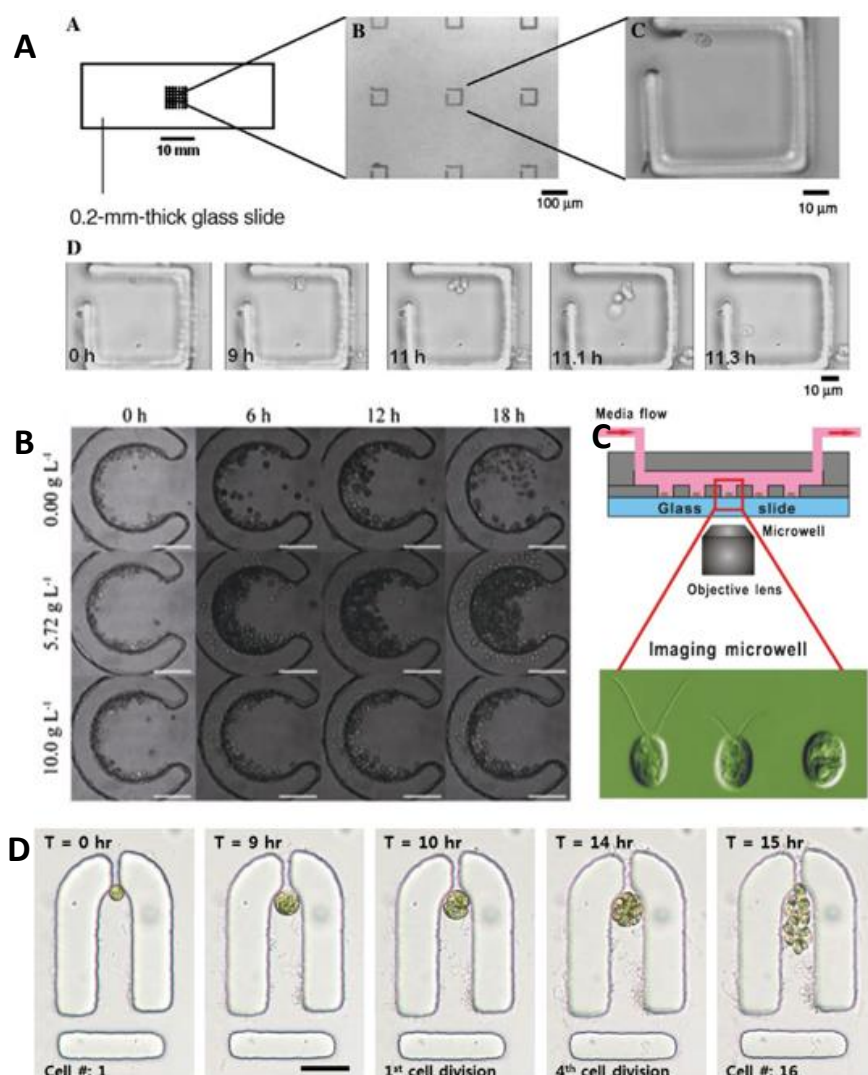 A
A
B
C
10 mm
100 µm
10 µm
0.2-mm-thick glass slide
D
0 h
9 h
11 h
11.1 h
11.3 h
10 µm
B
0 h 6 h 12 h 18 h
0.00 g L⁻¹
5.72 g L⁻¹
10.0 g L⁻¹
C
Media flow
Glass slide
Microwell
Objective lens
Imaging microwell
D
T = 0 hr
T = 9 hr
T = 10 hr
T = 14 hr
T = 15 hr
Cell #: 1
1st cell division
4th cell division
Cell #: 16